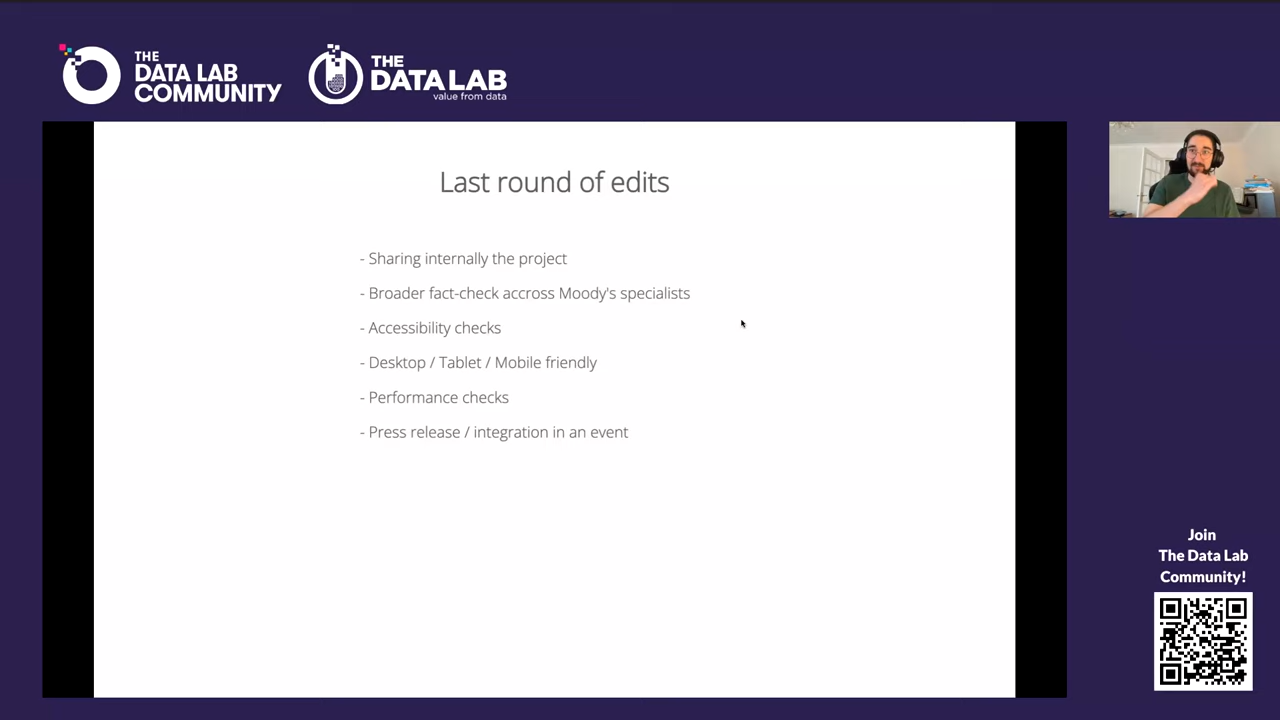 THE
DATA LAB
COMMUNITY
THE
DATALAB
value from data
Last round of edits
- Sharing internally the project
- Broader fact-check accross Moody's specialists
- Accessibility checks
- Desktop / Tablet / Mobile friendly
- Performance checks
- Press release / integration in an event
Join
The Data Lab
Community!